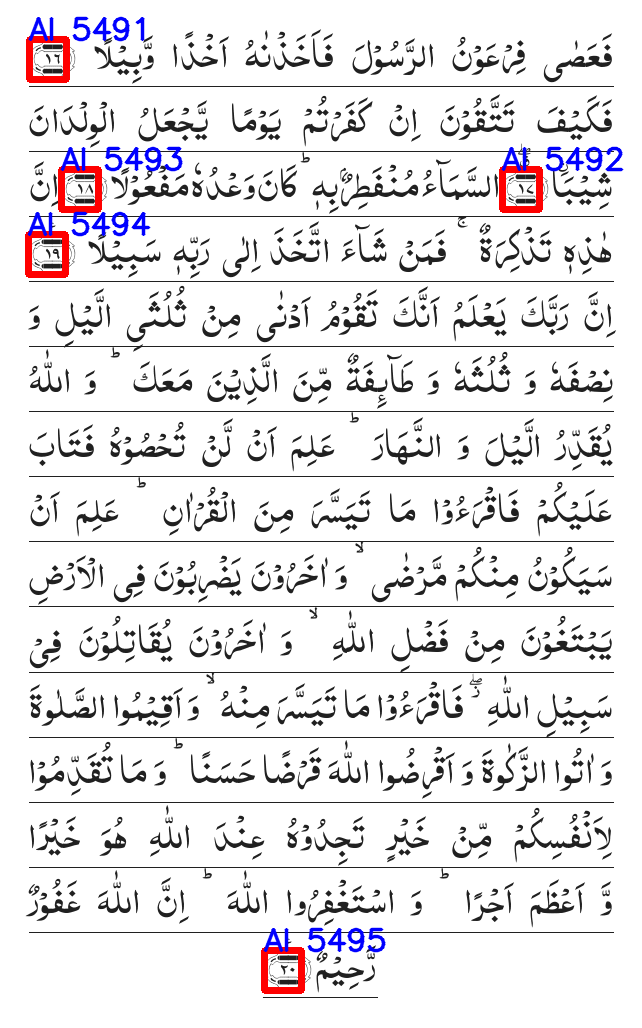 AI 5491
فَعَصٰى فِرْعَوْنُ الرَّسُوْلَ فَاَخَذْنٰهُ اَخْذًا وَّبِيْلًا ١٦
فَكَيْفَ تَتَّقُوْنَ اِنْ كَفَرْتُمْ يَوْمًا يَّجْعَلُ الْوِلْدَانَ
AI 5492 AI 5493
شِيْبَاۨ ١٧ السَّمَآءُ مُنْفَطِرٌۢ بِهٖ ؕ كَانَ وَعْدُهٗ مَفْعُوْلًا ١٨ اِنَّ
AI 5494
هٰذِهٖ تَذْكِرَةٌ ۚ فَمَنْ شَآءَ اتَّخَذَ اِلٰى رَبِّهٖ سَبِيْلًا ١٩
اِنَّ رَبَّكَ يَعْلَمُ اَنَّكَ تَقُوْمُ اَدْنٰى مِنْ ثُلُثَيِ الَّيْلِ وَ
نِصْفَهٗ وَ ثُلُثَهٗ وَ طَآىِٕفَةٌ مِّنَ الَّذِيْنَ مَعَكَ ؕ وَ اللّٰهُ
يُقَدِّرُ الَّيْلَ وَ النَّهَارَ ؕ عَلِمَ اَنْ لَّنْ تُحْصُوْهُ فَتَابَ
عَلَيْكُمْ فَاقْرَءُوْا مَا تَيَسَّرَ مِنَ الْقُرْاٰنِ ؕ عَلِمَ اَنْ
سَيَكُوْنُ مِنْكُمْ مَّرْضٰى ۙ وَ اٰخَرُوْنَ يَضْرِبُوْنَ فِى الْاَرْضِ
يَبْتَغُوْنَ مِنْ فَضْلِ اللّٰهِ ۙ وَ اٰخَرُوْنَ يُقَاتِلُوْنَ فِيْ
سَبِيْلِ اللّٰهِ ۖؗ فَاقْرَءُوْا مَا تَيَسَّرَ مِنْهُ ۙ وَ اَقِيْمُوا الصَّلٰوةَ
وَ اٰتُوا الزَّكٰوةَ وَ اَقْرِضُوا اللّٰهَ قَرْضًا حَسَنًا ؕ وَ مَا تُقَدِّمُوْا
لِاَنْفُسِكُمْ مِّنْ خَيْرٍ تَجِدُوْهُ عِنْدَ اللّٰهِ هُوَ خَيْرًا
وَّ اَعْظَمَ اَجْرًا ؕ وَ اسْتَغْفِرُوا اللّٰهَ ؕ اِنَّ اللّٰهَ غَفُوْرٌ
AI 5495
رَّحِيْمٌ ٢٠